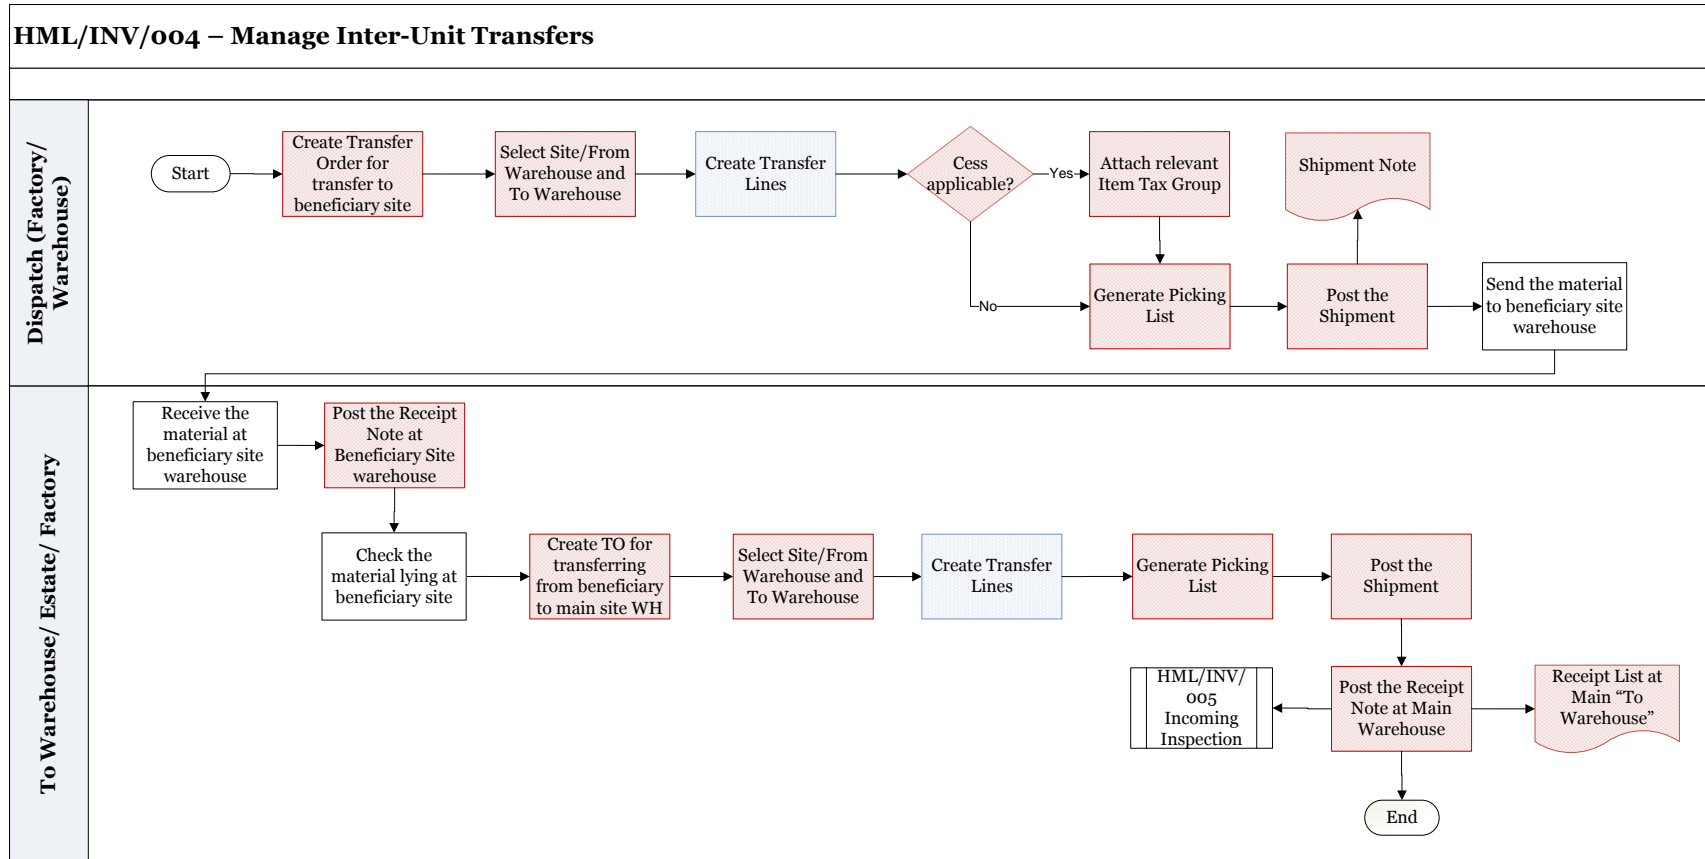 HML/INV/004 – Manage Inter-Unit Transfers
Dispatch (Factory/
Warehouse)
Start
Create Transfer
Order for
transfer to
beneficiary site
Select Site/From
Warehouse and
To Warehouse
Create Transfer
Lines
Cess
applicable?
Yes
Attach relevant
Item Tax Group
Shipment Note
No
Generate Picking
List
Post the
Shipment
Send the material
to beneficiary site
warehouse
To Warehouse/ Estate/ Factory
Receive the
material at
beneficiary site
warehouse
Post the Receipt
Note at
Beneficiary Site
warehouse
Check the
material lying at
beneficiary site
Create TO for
transferring
from beneficiary
to main site WH
Select Site/From
Warehouse and
To Warehouse
Create Transfer
Lines
Generate Picking
List
Post the
Shipment
HML/INV/
005
Incoming
Inspection
Post the Receipt
Note at Main
Warehouse
Receipt List at
Main “To
Warehouse”
End